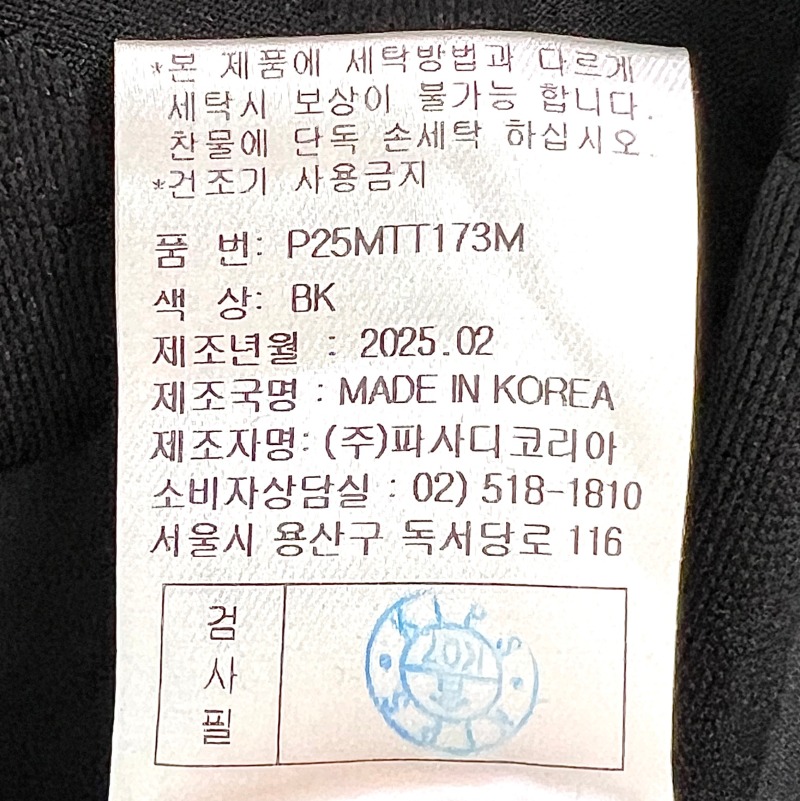 *본 제품에 세탁방법과 다르게
세탁시 보상이 불가능 합니다.
찬물에 단독 손세탁 하십시오.
*건조기 사용금지
품 번: P25MTT173M
색 상: BK
제조년월 : 2025.02
제조국명 : MADE IN KOREA
제조자명: (주)파사디코리아
소비자상담실 : 02) 518-1810
서울시 용산구 독서당로 116
검
사
필